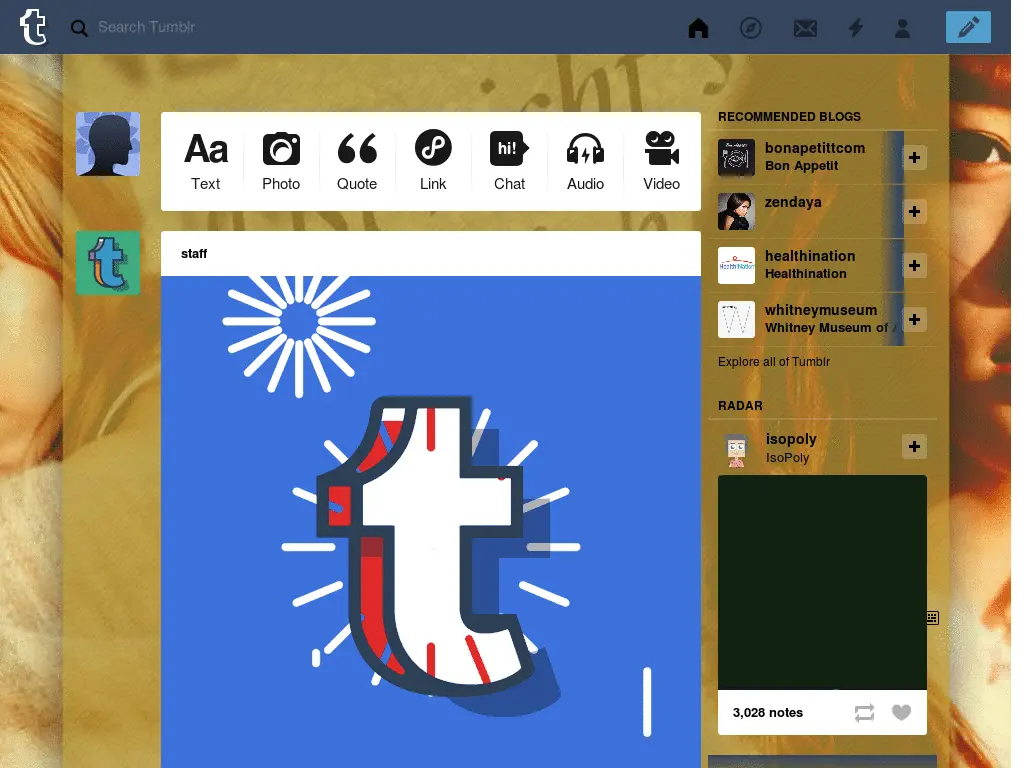 Search Tumblr
Aa
Text
Photo
Quote
Link
hi!
Chat
Audio
Video
staff
RECOMMENDED BLOGS
bonapetittcom
Bon Appetit
zendaya
healthination
Healthination
whitneymuseum
Whitney Museum of
Explore all of Tumblr
RADAR
isopoly
IsoPoly
3,028 notes